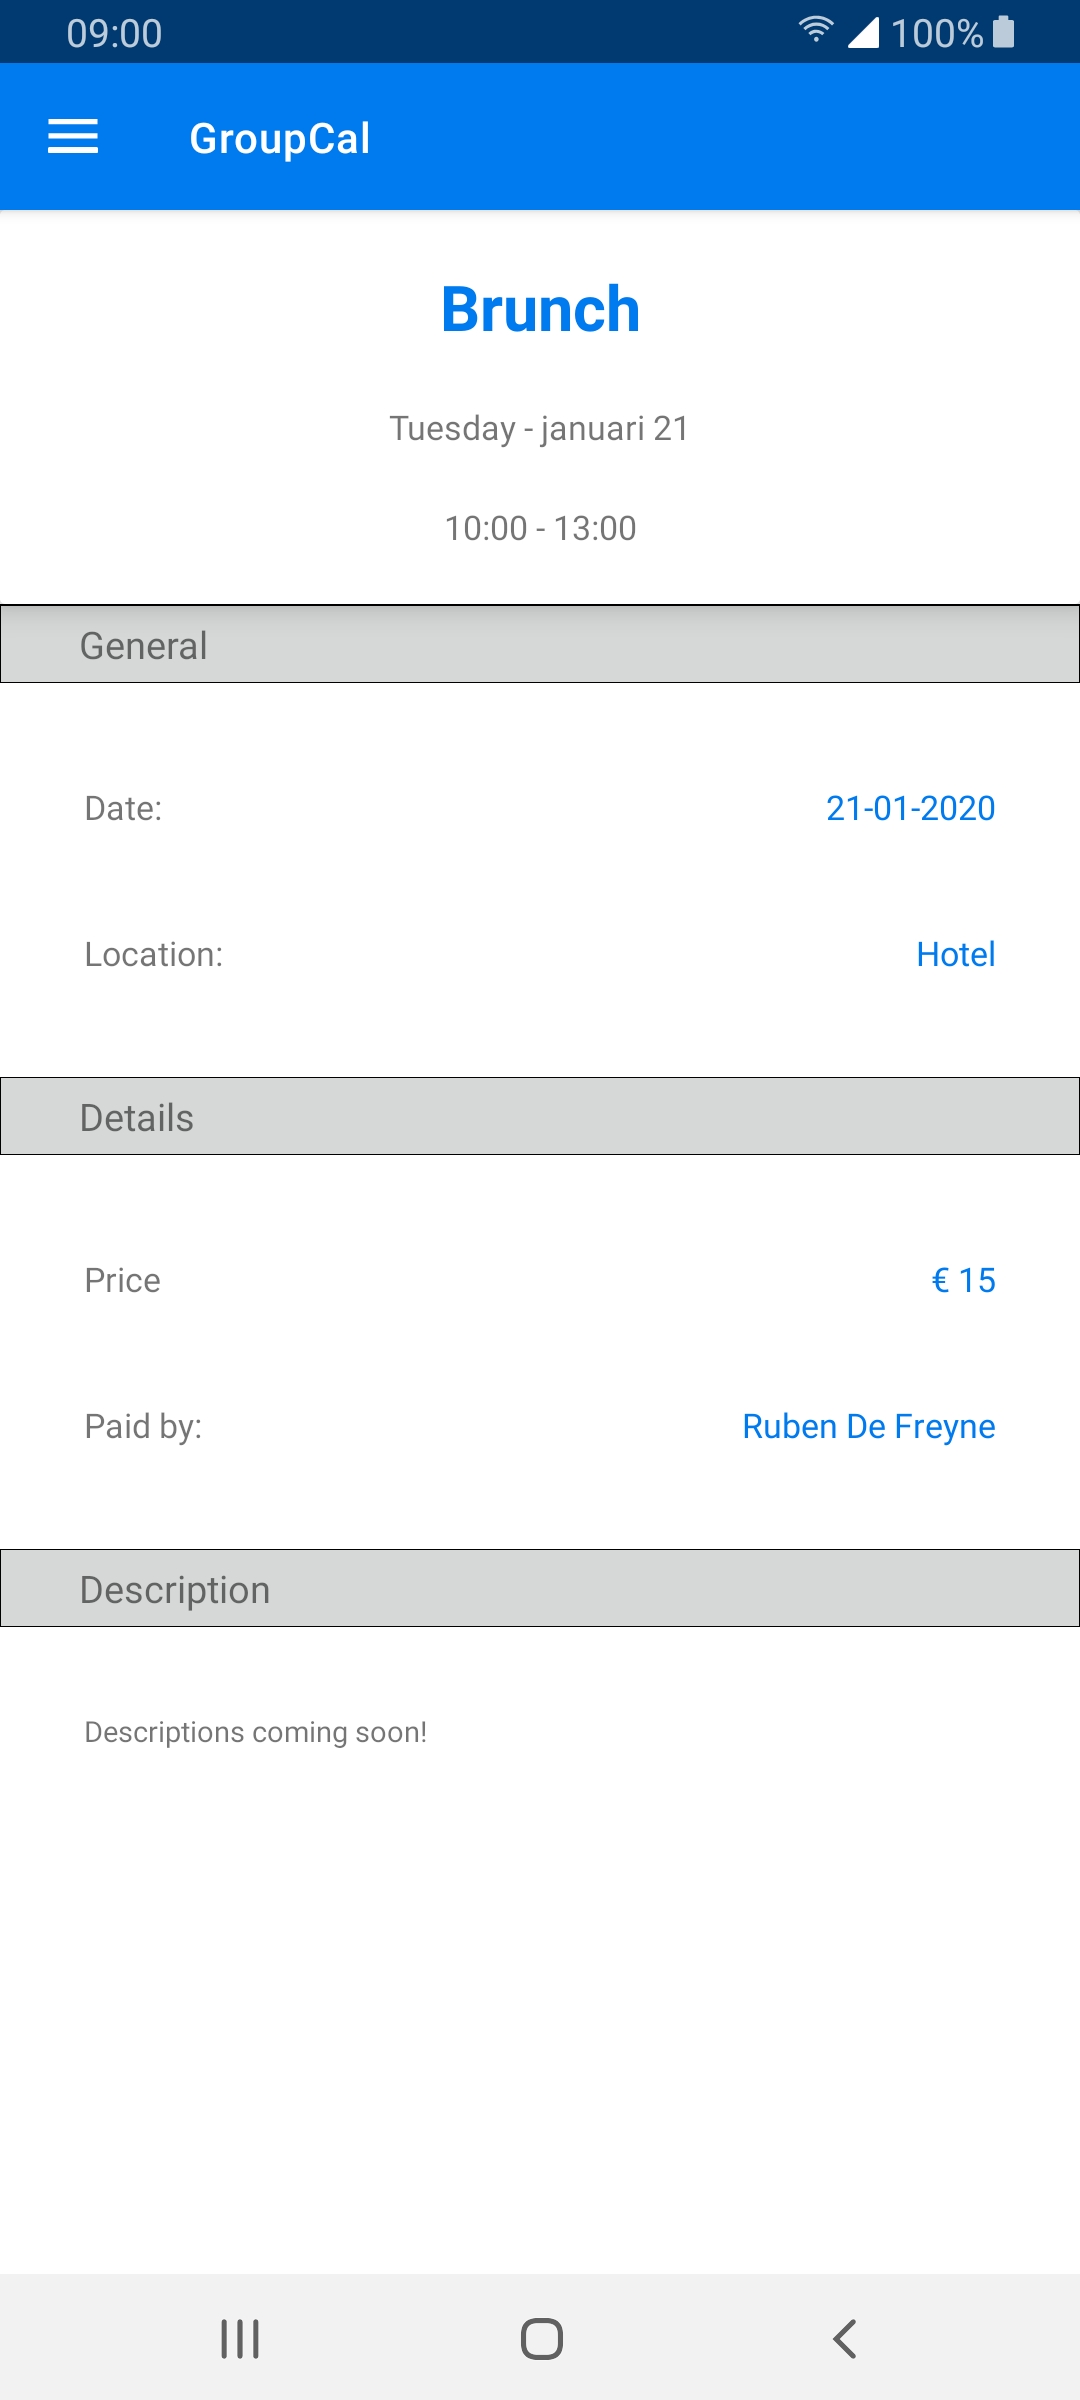 09:00 100%
GroupCal
Brunch
Tuesday - januari 21
10:00 - 13:00
General
Date: 21-01-2020
Location: Hotel
Details
Price € 15
Paid by: Ruben De Freyne
Description
Descriptions coming soon!